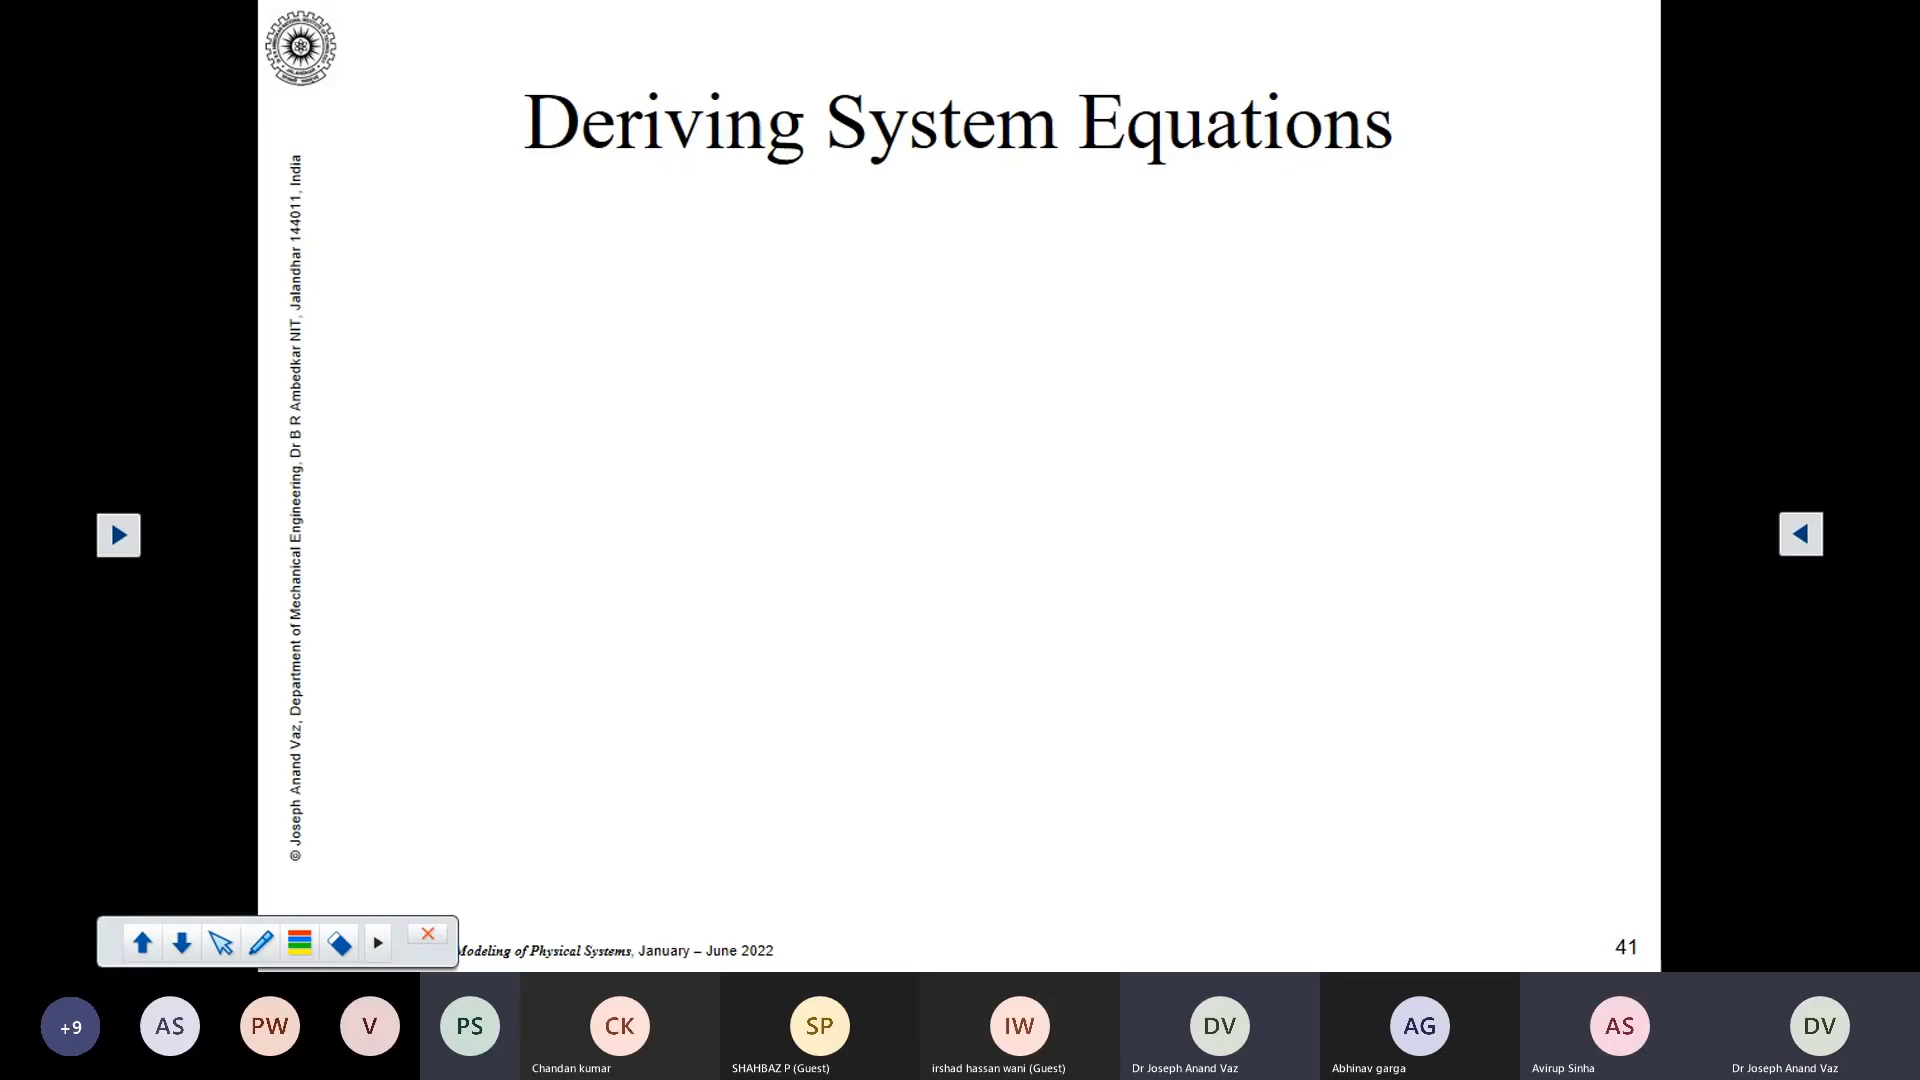 Deriving System Equations
© Joseph Anand Vaz, Department of Mechanical Engineering, Dr B R Ambedkar NIT, Jalandhar 144011, India
Modeling of Physical Systems, January – June 2022
41
+9
AS
PW
V
PS
CK
Chandan kumar
SP
SHAHBAZ P (Guest)
IW
irshad hassan wani (Guest)
DV
Dr Joseph Anand Vaz
AG
Abhinav garga
AS
Avirup Sinha
DV
Dr Joseph Anand Vaz